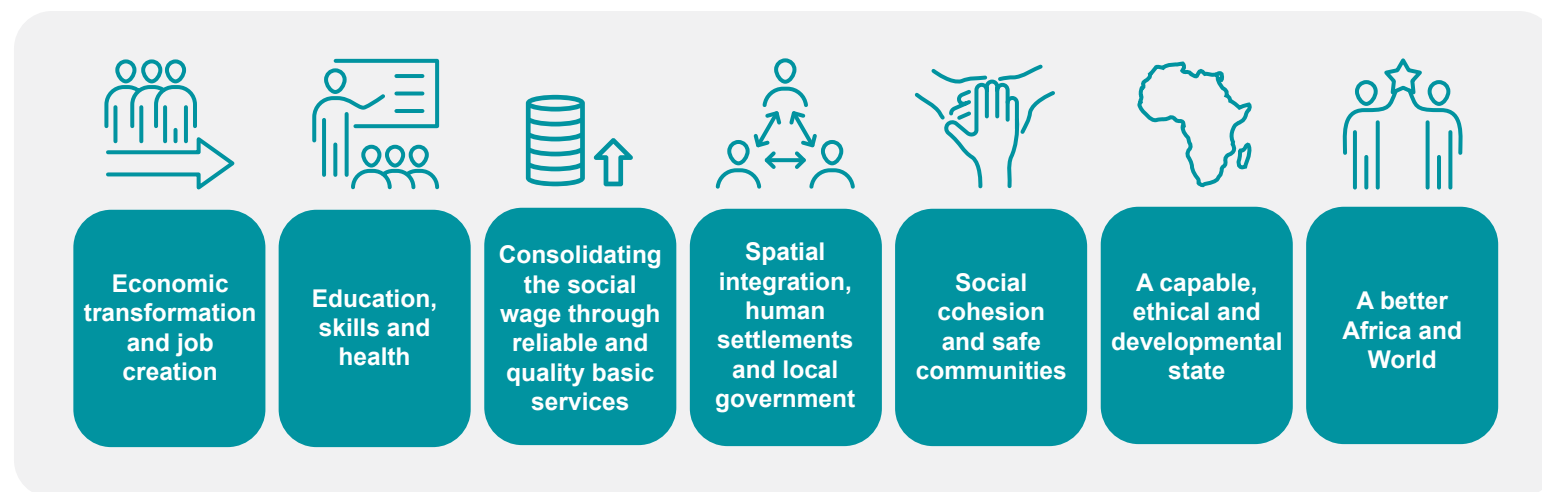 Economic
transformation
and job
creation
Education,
skills and
health
Consolidating
the social
wage through
reliable and
quality basic
services
Spatial
integration,
human
settlements
and local
government
Social
cohesion
and safe
communities
A capable,
ethical and
developmental
state
A better
Africa and
World